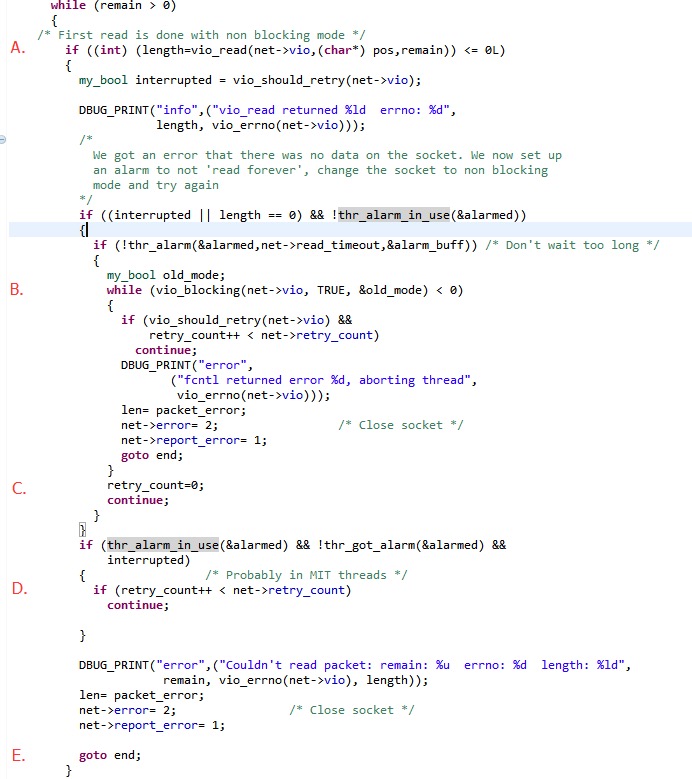 while (remain > 0)
{
/* First read is done with non blocking mode */
A. if ((int) (length=vio_read(net->vio,(char*) pos,remain)) <= 0L)
{
my_bool interrupted = vio_should_retry(net->vio);
DBUG_PRINT("info",("vio_read returned %ld  errno: %d",
length, vio_errno(net->vio)));
/*
We got an error that there was no data on the socket. We now set up
an alarm to not 'read forever', change the socket to non blocking
mode and try again
*/
if ((interrupted || length == 0) && !thr_alarm_in_use(&alarmed))
{
if (!thr_alarm(&alarmed,net->read_timeout,&alarm_buff)) /* Don't wait too long */
{
my_bool old_mode;
B. while (vio_blocking(net->vio, TRUE, &old_mode) < 0)
{
if (vio_should_retry(net->vio) &&
retry_count++ < net->retry_count)
continue;
DBUG_PRINT("error",
("fcntl returned error %d, aborting thread",
vio_errno(net->vio)));
len= packet_error;
net->error= 2; /* Close socket */
net->report_error= 1;
goto end;
}
C. retry_count=0;
continue;
}
}
if (thr_alarm_in_use(&alarmed) && !thr_got_alarm(&alarmed) &&
interrupted)
{ /* Probably in MIT threads */
D. if (retry_count++ < net->retry_count)
continue;
}
DBUG_PRINT("error",("Couldn't read packet: remain: %u  errno: %d  length: %ld",
remain, vio_errno(net->vio), length));
len= packet_error;
net->error= 2; /* Close socket */
net->report_error= 1;
E. goto end;
}